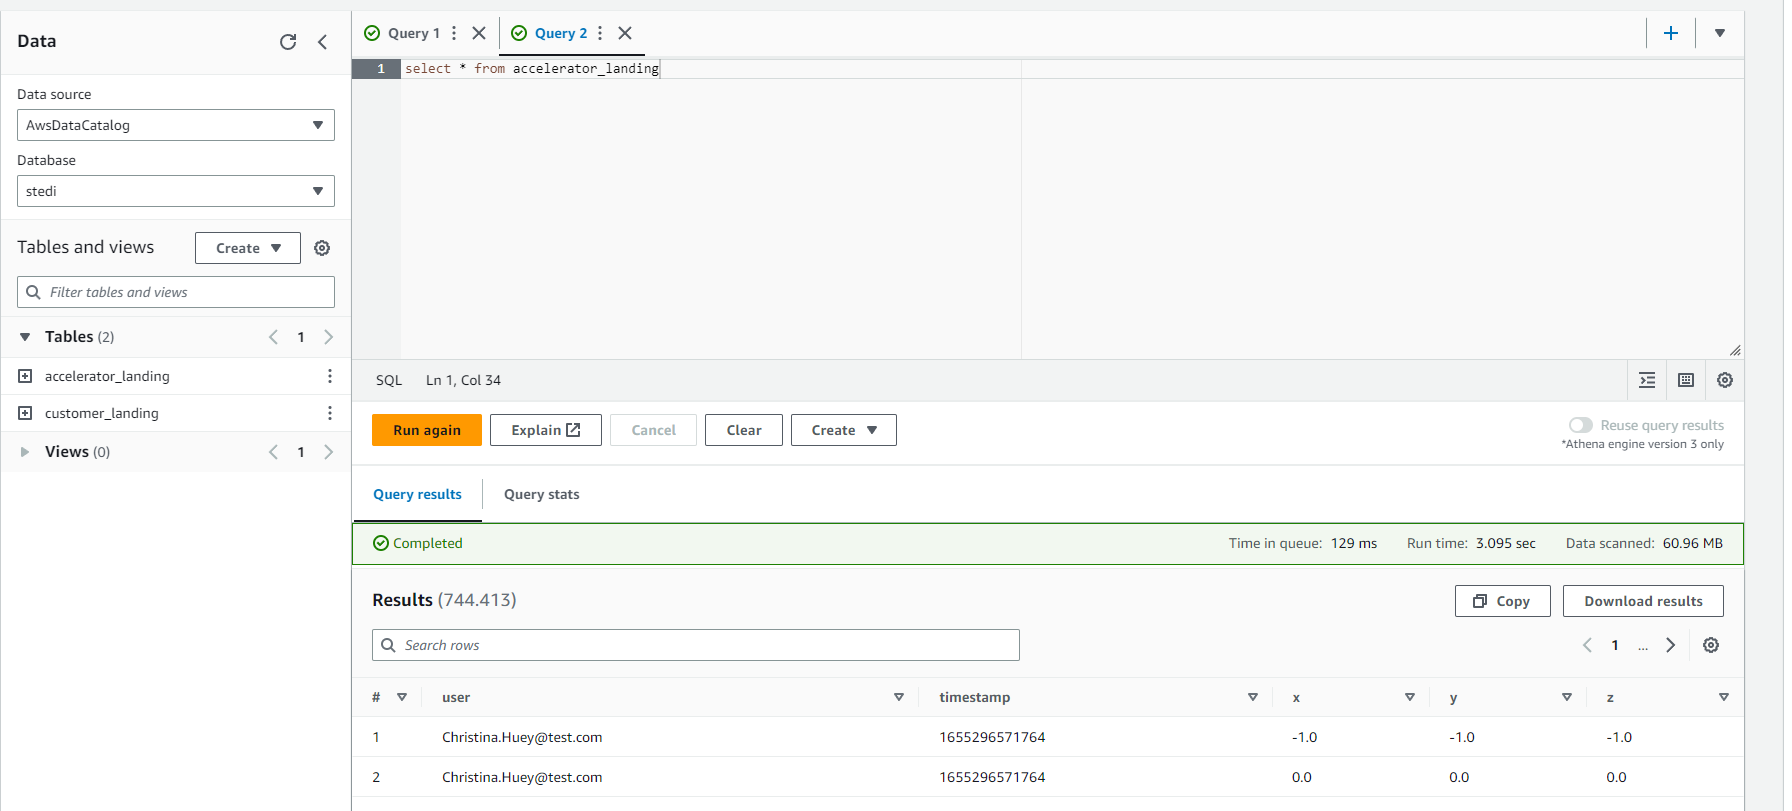 Data
Data source
AwsDataCatalog
Database
stedi
Tables and views
Create
Filter tables and views
Tables (2)
1
accelerator_landing
customer_landing
Views (0)
1
Query 1
Query 2
1 select * from accelerator_landing
SQL Ln 1, Col 34
Run again Explain Cancel Clear Create
Reuse query results
*Athena engine version 3 only
Query results Query stats
Completed Time in queue: 129 ms Run time: 3.095 sec Data scanned: 60.96 MB
Results (744.413) Copy Download results
Search rows 1 ...
# user timestamp x y z
1 Christina.Huey@test.com 1655296571764 -1.0 -1.0 -1.0
2 Christina.Huey@test.com 1655296571764 0.0 0.0 0.0